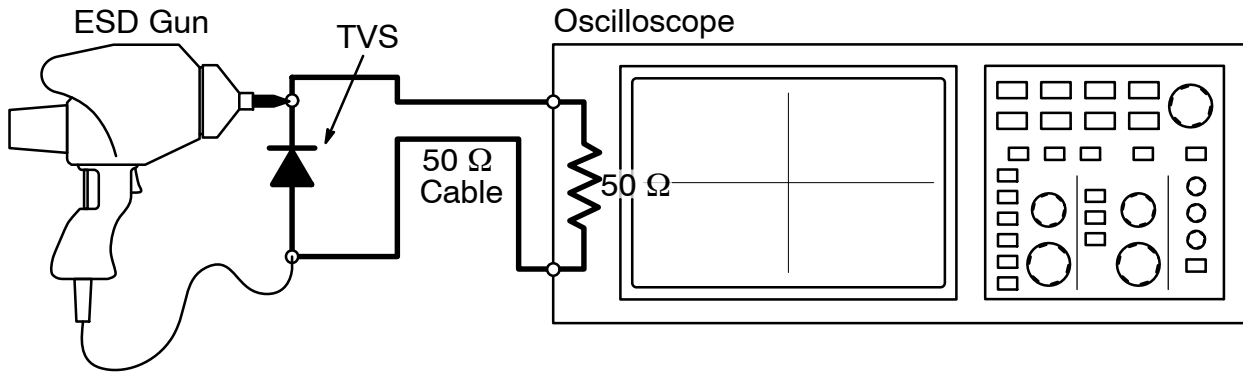 ESD Gun
Oscilloscope
TVS
50 Ω
Cable
50 Ω